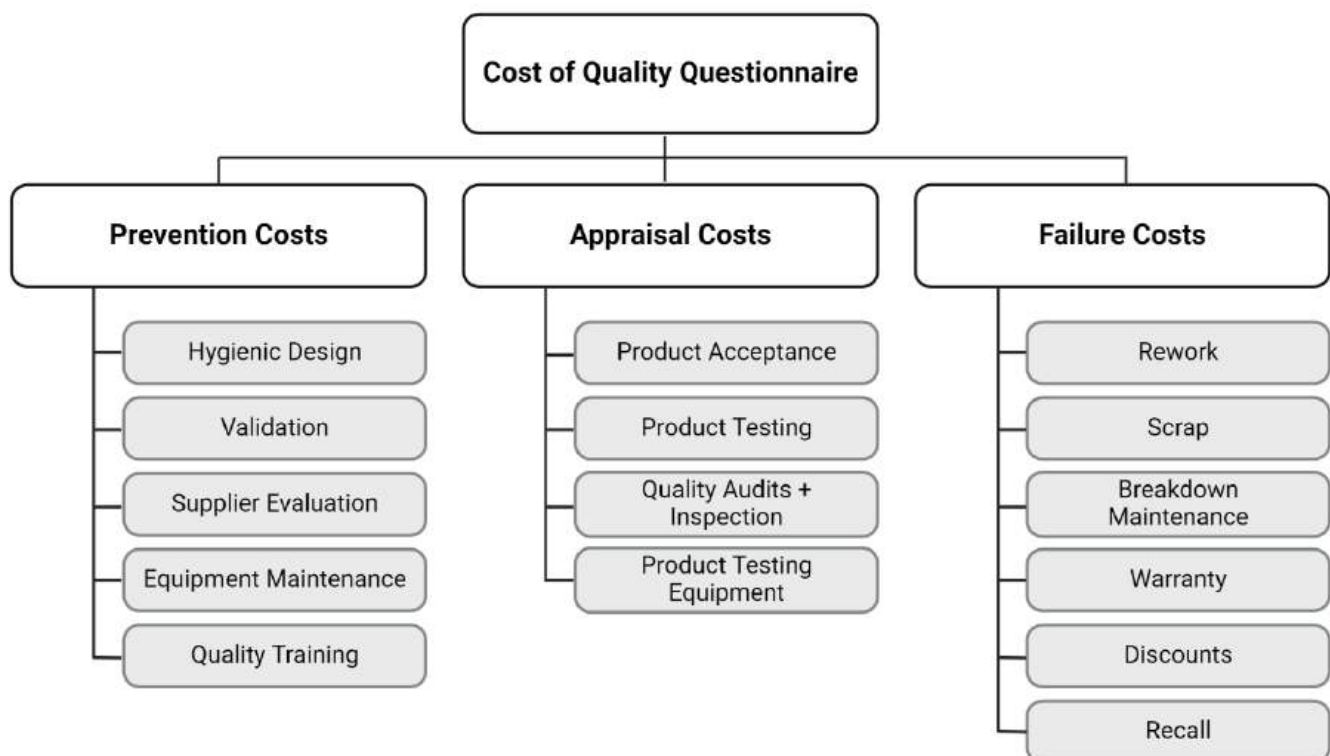 Cost of Quality Questionnaire
Prevention Costs
Hygienic Design
Validation
Supplier Evaluation
Equipment Maintenance
Quality Training
Appraisal Costs
Product Acceptance
Product Testing
Quality Audits +
Inspection
Product Testing
Equipment
Failure Costs
Rework
Scrap
Breakdown
Maintenance
Warranty
Discounts
Recall